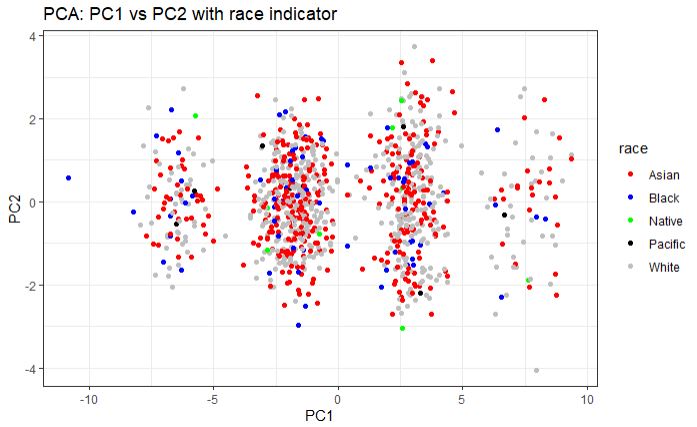 PCA: PC1 vs PC2 with race indicator
4
2
0
-2
-4
PC2
-10
-5
0
5
10
PC1
race
Asian
Black
Native
Pacific
White